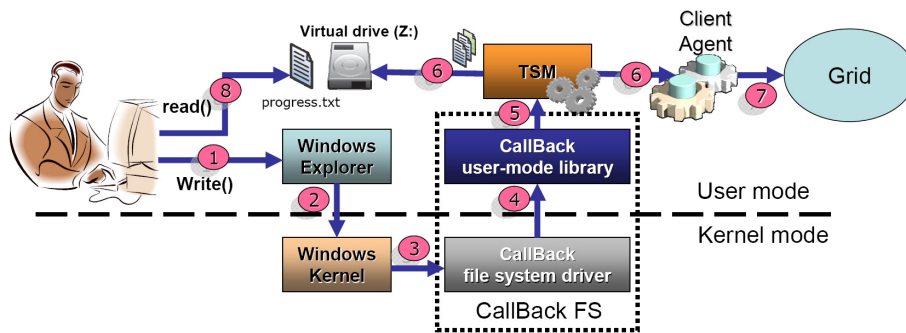 Virtual drive (Z:)
Client
Agent
6
TSM
6
7
Grid
8
read()
progress.txt
5
1
Write()
Windows
Explorer
CallBack
user-mode library
User mode
2
4
Kernel mode
Windows
Kernel
3
CallBack
file system driver
CallBack FS